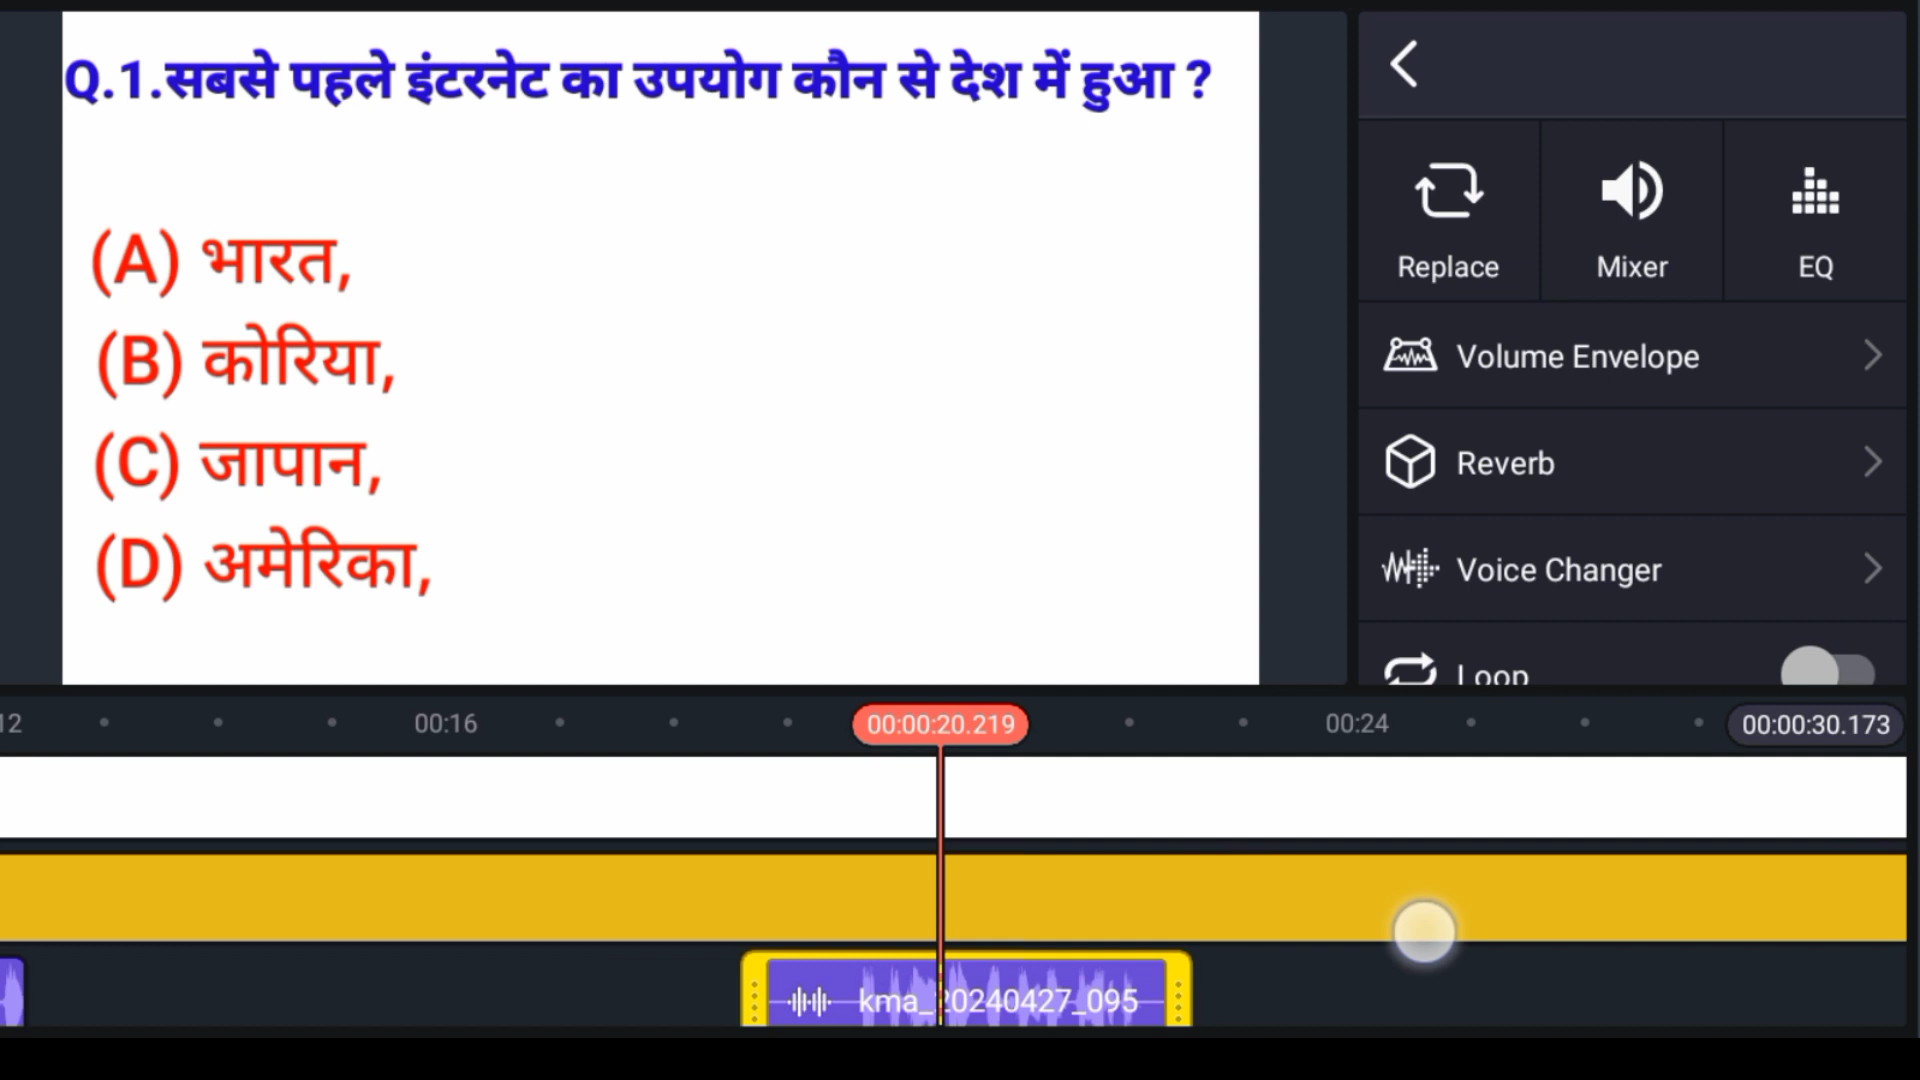 Q.1.सबसे पहले इंटरनेट का उपयोग कौन से देश में हुआ ?
(A) भारत,
(B) कोरिया,
(C) जापान,
(D) अमेरिका,
Replace
Mixer
EQ
Volume Envelope
Reverb
Voice Changer
Loop
12
00:16
00:00:20.219
00:24
00:00:30.173
kma_20240427_095